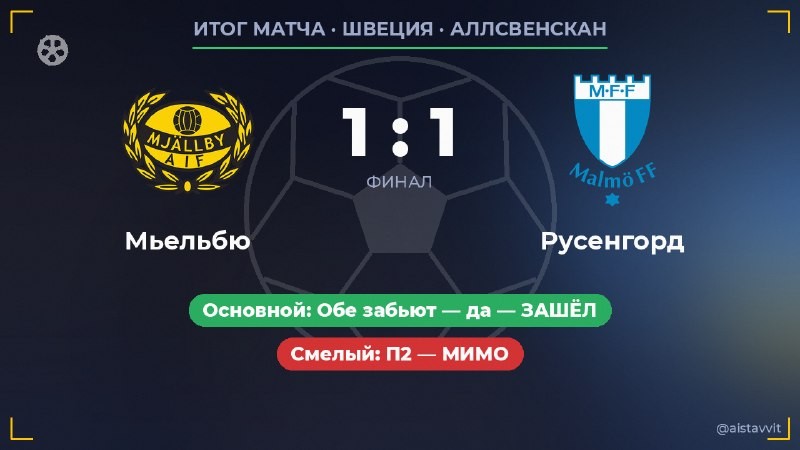 ИТОГ МАТЧА · ШВЕЦИЯ · АЛЛСВЕНСКАН
MJÄLLBY
AIF
1 : 1
M·F·F
Malmö FF
ФИНАЛ
Мьельбю
Русенгорд
Основной: Обе забьют — да — ЗАШЁЛ
Смелый: П2 — МИМО
@aistavvit